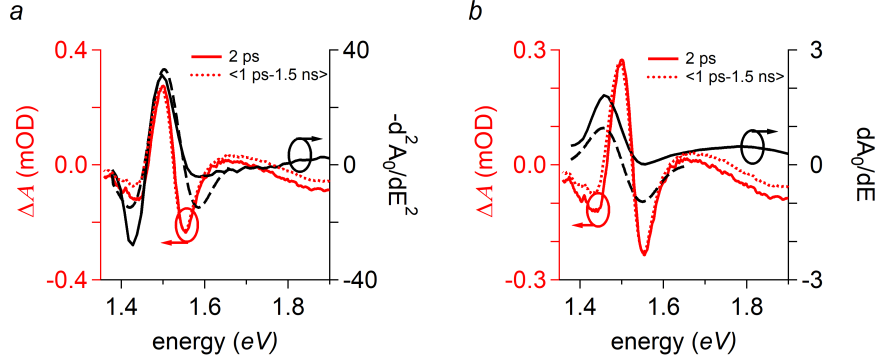 a
b
0.4
40
2 ps
<1 ps-1.5 ns>
ΔA (mOD)
0.0
0
-d²A₀/dE²
-0.4
-40
1.4
1.6
1.8
energy (eV)
0.3
3
2 ps
<1 ps-1.5 ns>
ΔA (mOD)
0.0
0
dA₀/dE
-0.3
-3
1.4
1.6
1.8
energy (eV)